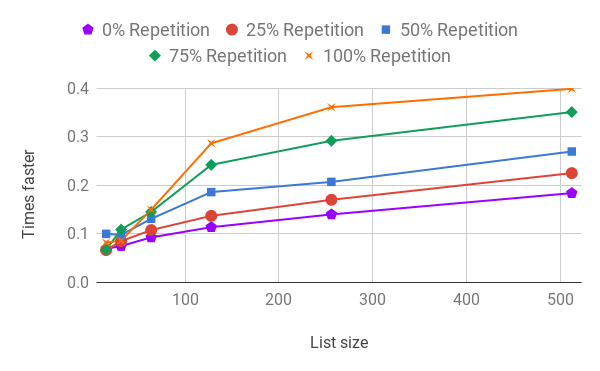 0% Repetition 25% Repetition 50% Repetition
75% Repetition 100% Repetition
0.4
0.3
0.2
0.1
0.0
Times faster
100 200 300 400 500
List size